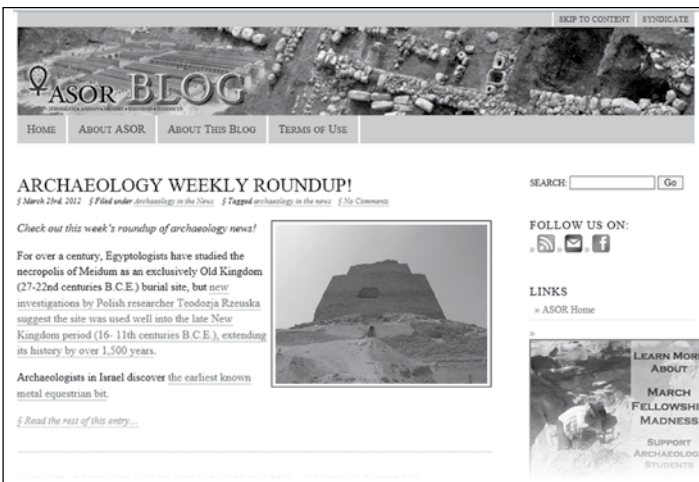 SKIP TO CONTENT SYNDICATE
ASOR BLOG
HOME ABOUT ASOR ABOUT THIS BLOG TERMS OF USE
ARCHAEOLOGY WEEKLY ROUNDUP!
§ March 23rd, 2012 § Filed under Archaeology in the News § Tagged archaeology in the news § No Comments
Check out this week's roundup of archaeology news!
For over a century, Egyptologists have studied the
necropolis of Meidum as an exclusively Old Kingdom
(27-22nd centuries B.C.E.) burial site, but new
investigations by Polish researcher Teodozja Rzeuska
suggest the site was used well into the late New
Kingdom period (16- 11th centuries B.C.E.), extending
its history by over 1,500 years.
Archaeologists in Israel discover the earliest known
metal equestrian bit.
§ Read the rest of this entry...
SEARCH: Go
FOLLOW US ON:
» » »
LINKS
» ASOR Home
»
LEARN MOR
ABOUT
MARCH
FELLOWSHI
MADNESS
SUPPORT
ARCHAEOLOG
STUDENTS